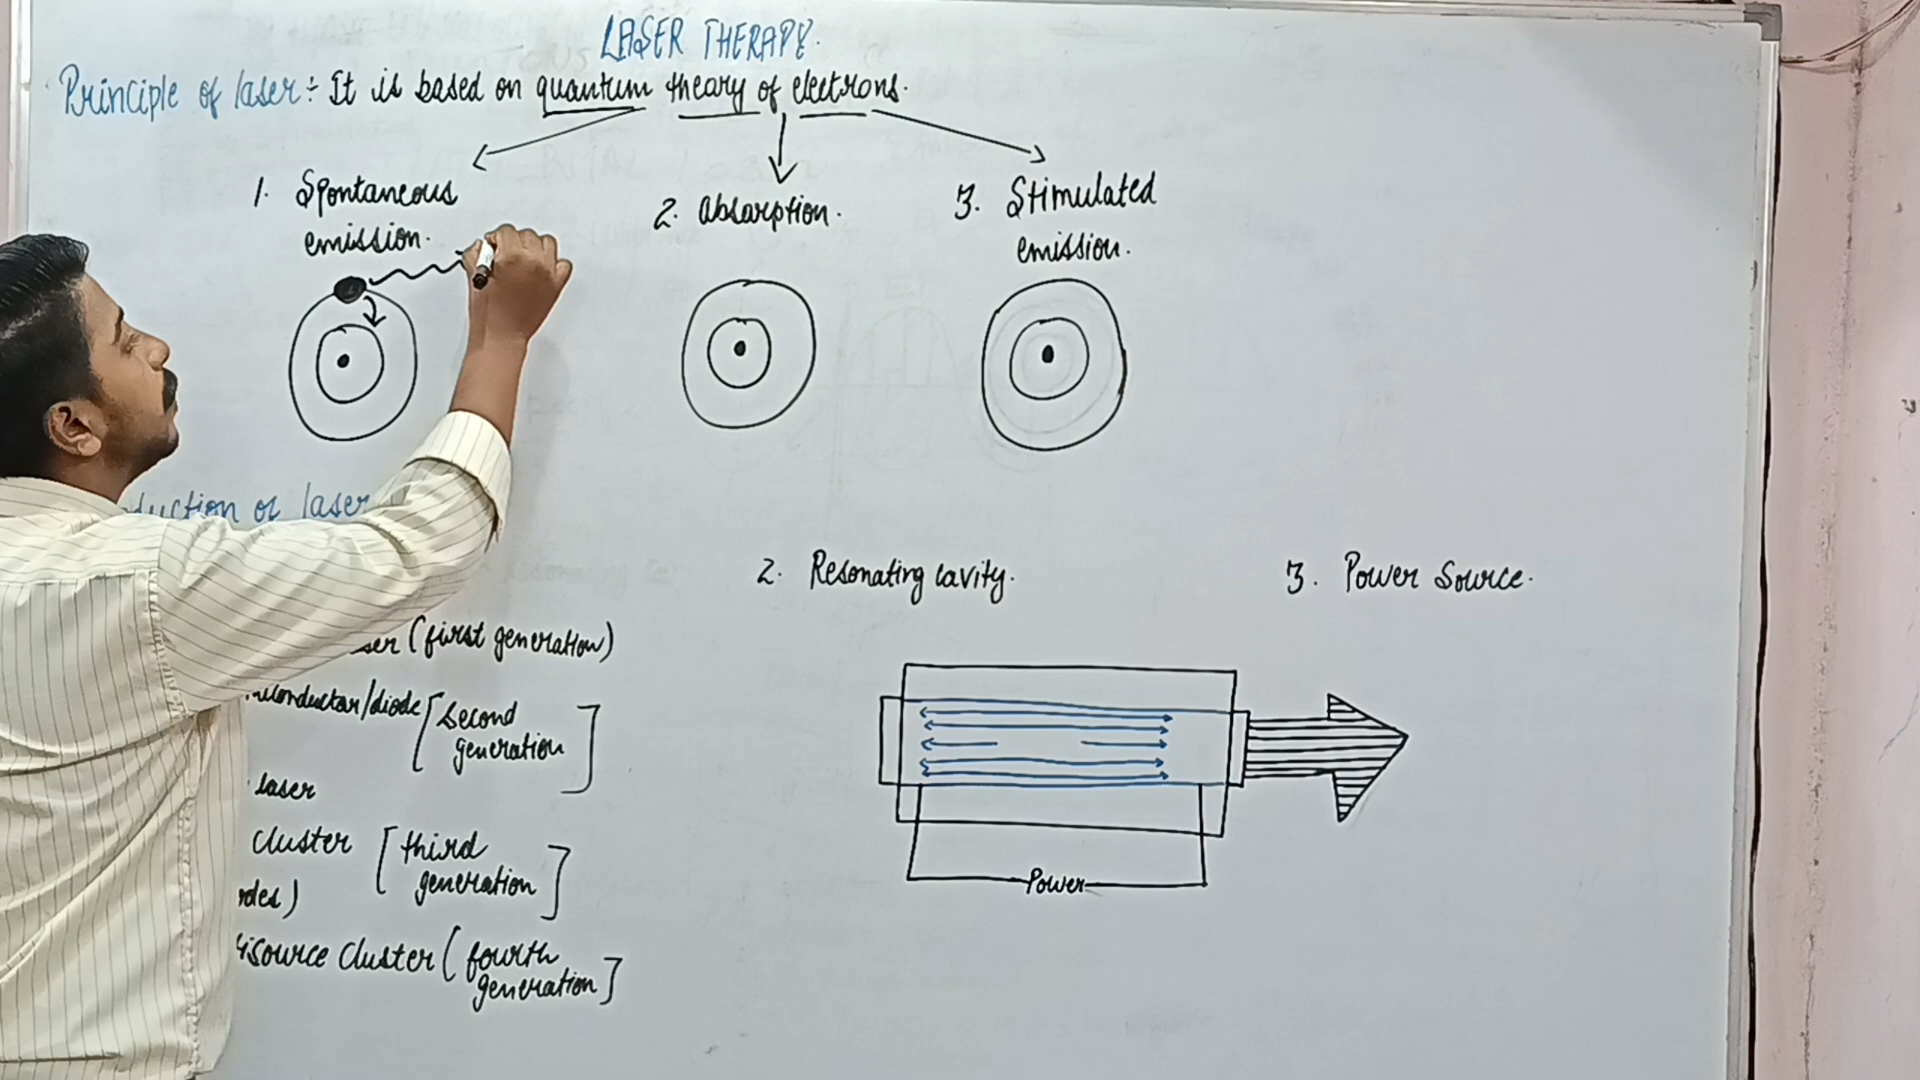 LASER THERAPY.
Principle of laser:- It is based on quantum theory of electrons.
1. Spontaneous
emission.
2. Absorption.
3. Stimulated
emission.
of laser
2. Resonating cavity.
3. Power Source.
(first generation)
/diode [second
generation]
laser
cluster [third
generation]
cluster (fourth
generation]
Power